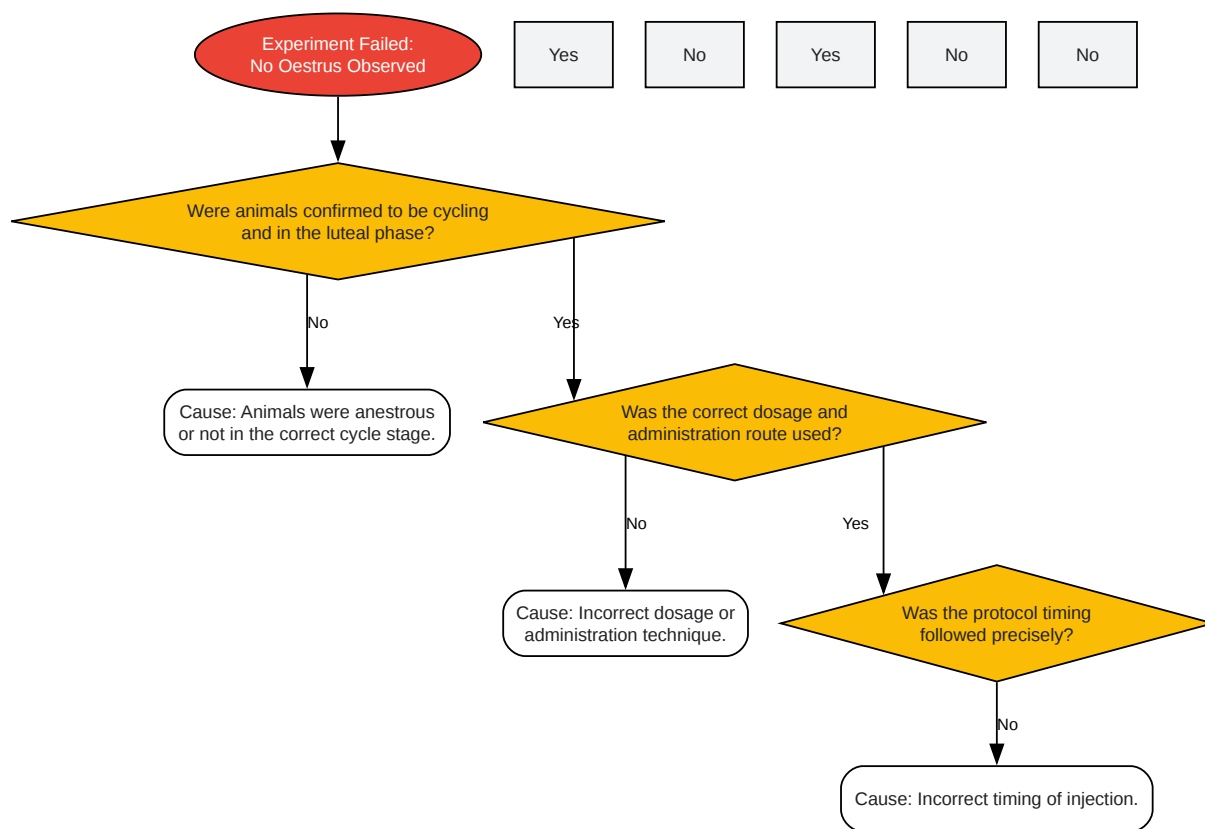 Experiment Failed:
No Oestrus Observed
Yes
No
Yes
No
No
Were animals confirmed to be cycling
and in the luteal phase?
No
Yes
Cause: Animals were anestrous
or not in the correct cycle stage.
Was the correct dosage and
administration route used?
No
Yes
Cause: Incorrect dosage or
administration technique.
Was the protocol timing
followed precisely?
No
Cause: Incorrect timing of injection.